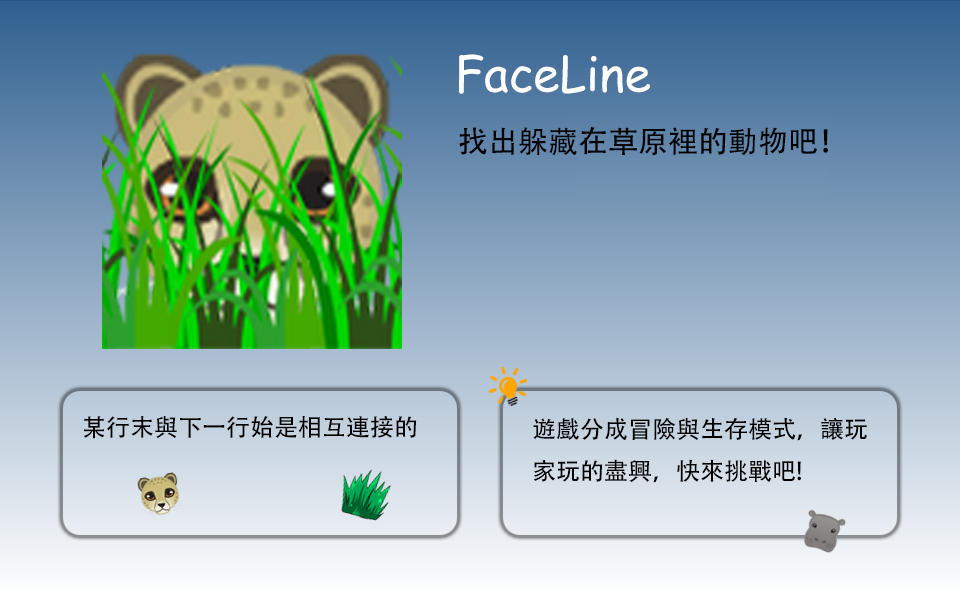 FaceLine
找出躲藏在草原裡的動物吧!
某行末與下一行始是相互連接的
遊戲分成冒險與生存模式，讓玩
家玩的盡興，快來挑戰吧!